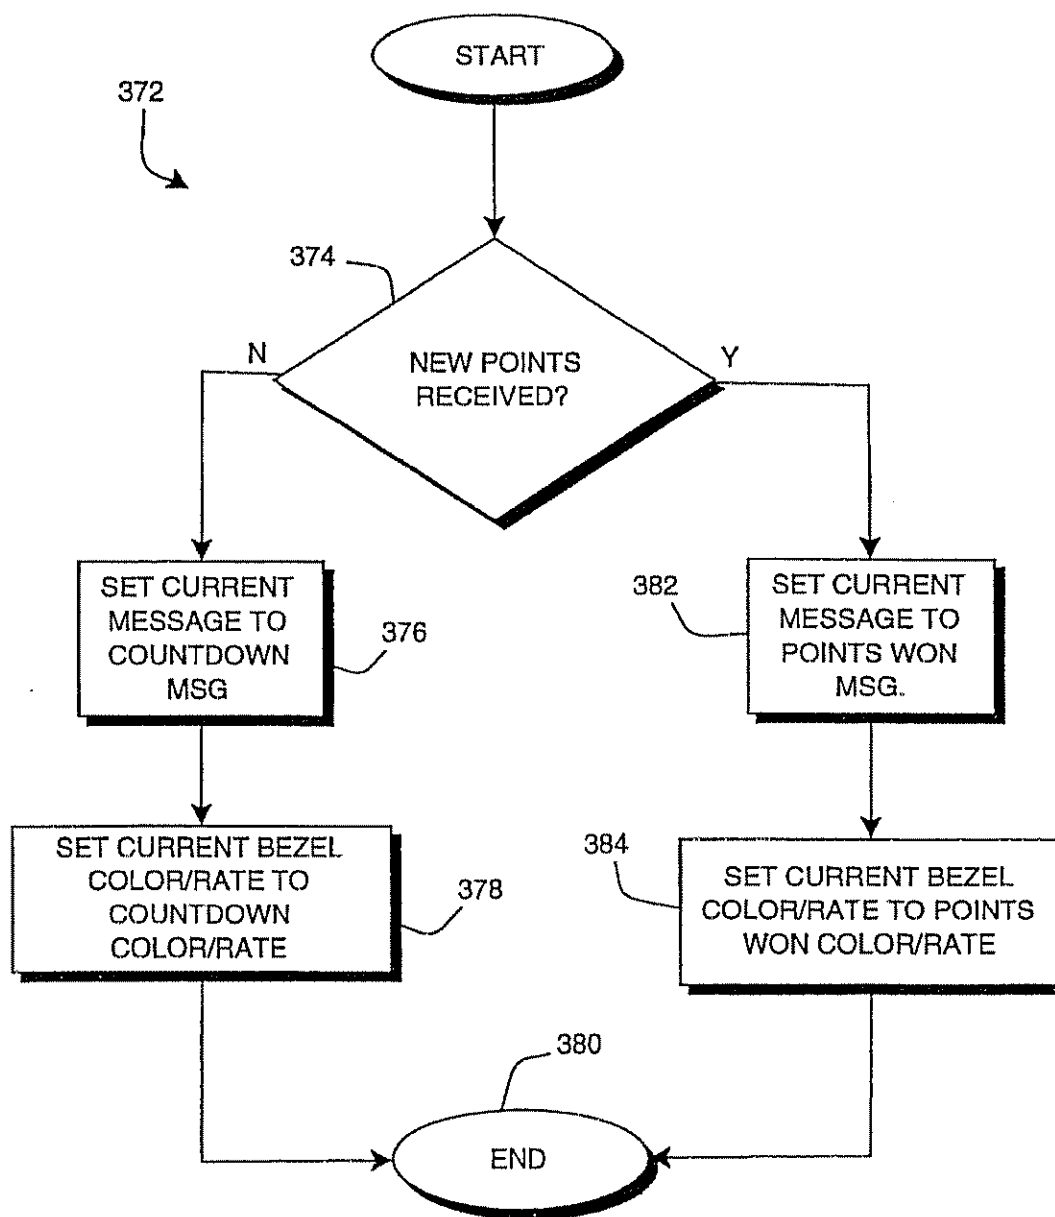 START
372
374
N
NEW POINTS
RECEIVED?
Y
SET CURRENT
MESSAGE TO
COUNTDOWN
MSG
376
382
SET CURRENT
MESSAGE TO
POINTS WON
MSG.
SET CURRENT BEZEL
COLOR/RATE TO
COUNTDOWN
COLOR/RATE
378
384
SET CURRENT BEZEL
COLOR/RATE TO POINTS
WON COLOR/RATE
380
END